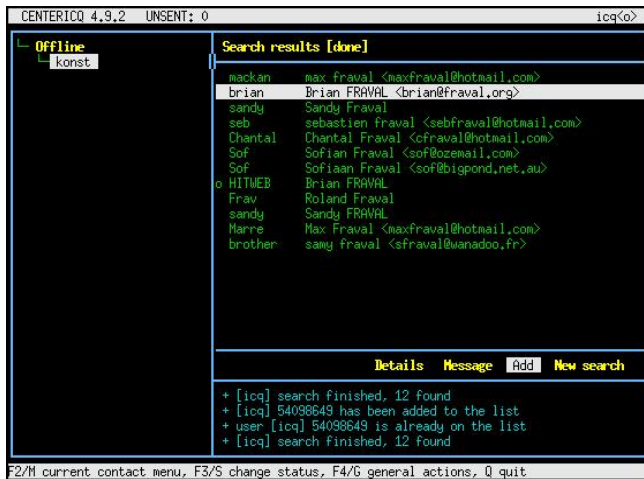 CENTERICQ 4.9.2 UNSENT: 0 icq<o>
Offline
konst
Search results [done]
mackan max fraval <maxfraval@hotmail.com>
brian Brian FRAVAL <brian@fraval.org>
sandy Sandy Fraval
seb sebastien fraval <sebfraval@hotmail.com>
Chantal Chantal Fraval <cfraval@hotmail.com>
Sof Sofian Fraval <sof@ozemail.com>
Sof Sofiaan Fraval <sof@bigpond.net.au>
o HITWEB Brian FRAVAL
Frav Roland Fraval
sandy Sandy FRAVAL
Marre Max Fraval <maxfraval@hotmail.com>
brother samy fraval <sfraval@wanadoo.fr>
Details Message Add New search
+ [icq] search finished, 12 found
+ [icq] 54098649 has been added to the list
+ user [icq] 54098649 is already on the list
+ [icq] search finished, 12 found
F2/M current contact menu, F3/S change status, F4/G general actions, Q quit